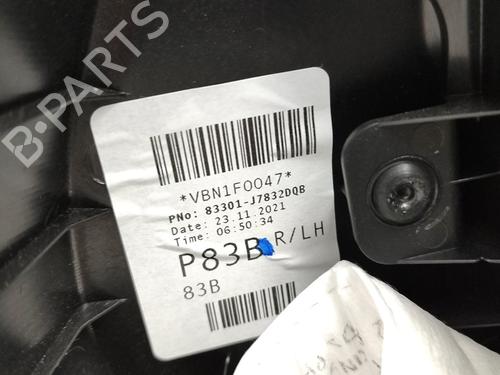 B-PARTS
*VBN1F0047*
PNo: 83301-J7832DQB
Date: 23.11.2021
Time: 06:50:34
P83B R/LH
83B